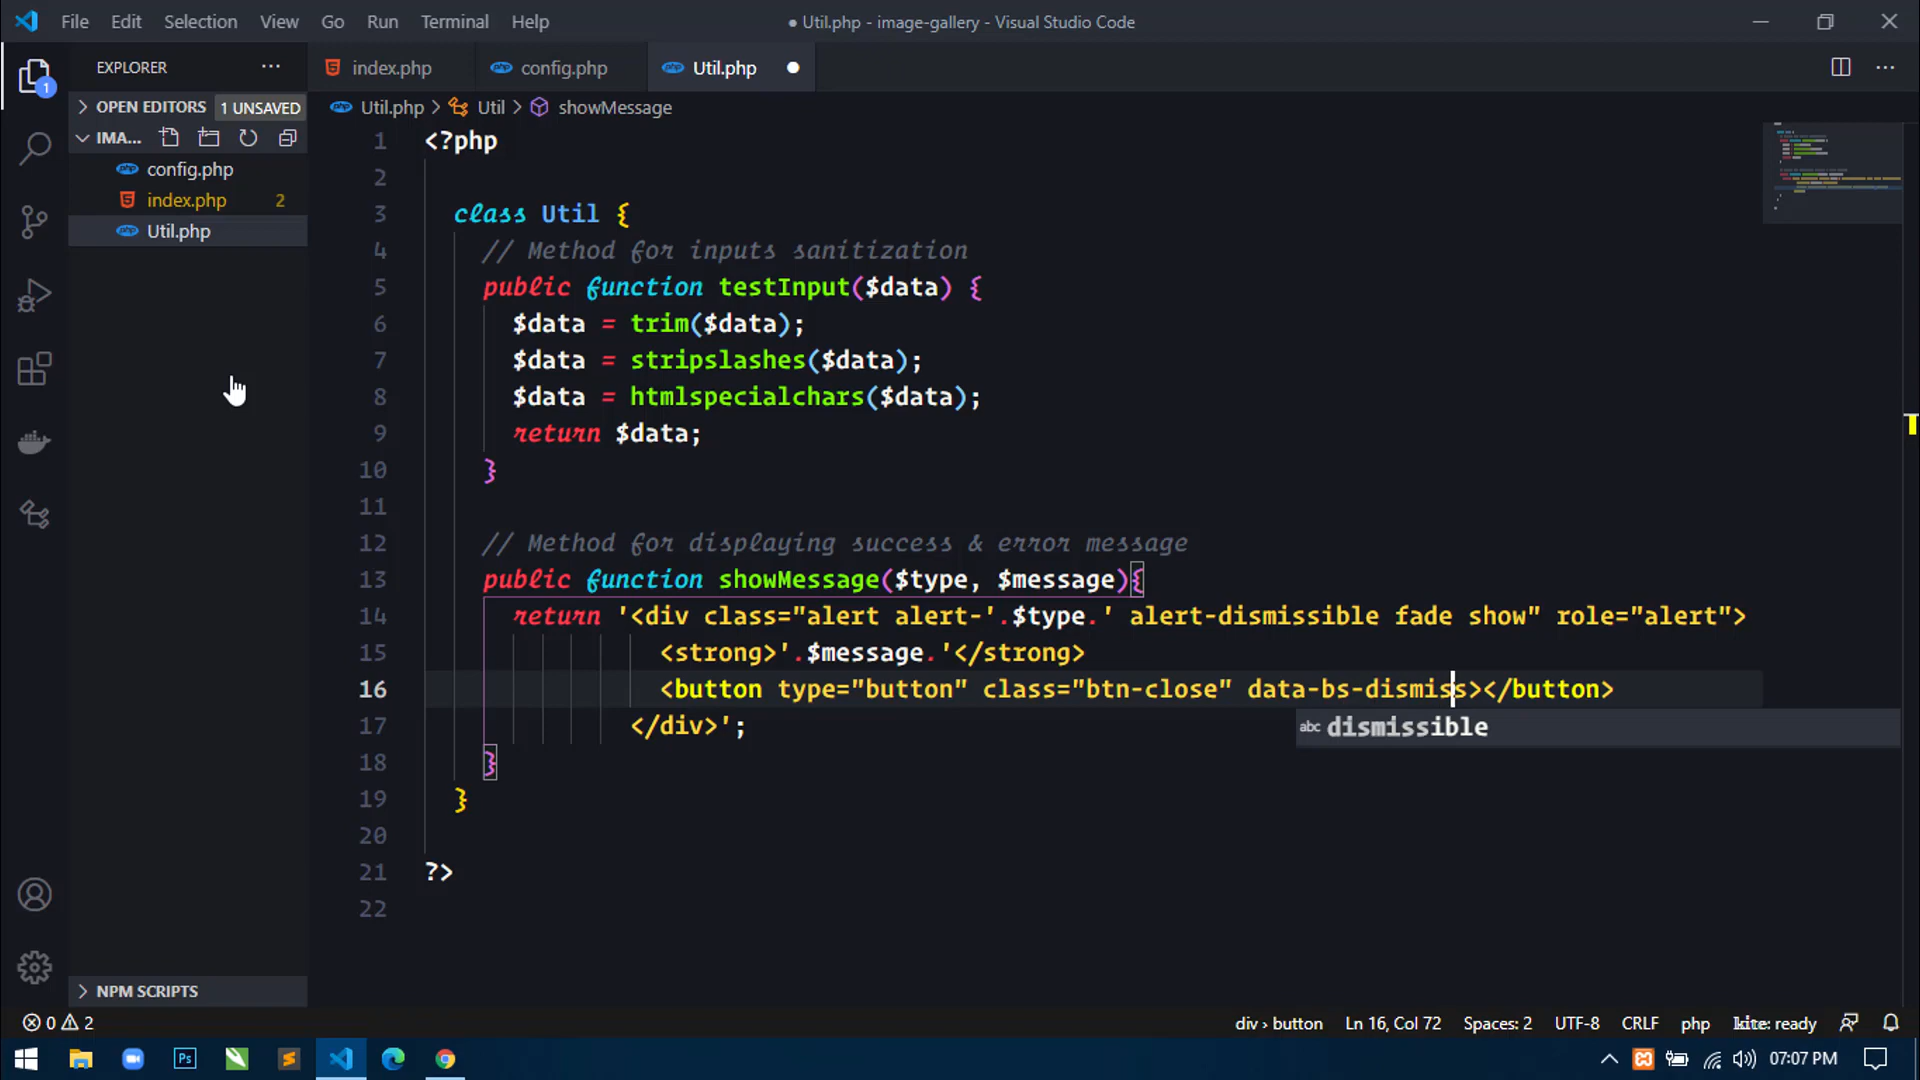 File Edit Selection View Go Run Terminal Help
● Util.php - image-gallery - Visual Studio Code
EXPLORER
index.php config.php Util.php
OPEN EDITORS 1 UNSAVED
Util.php > Util > showMessage
IMA...
config.php
index.php 2
Util.php
1
1 <?php
2
3 class Util {
4 // Method for inputs sanitization
5 public function testInput($data) {
6 $data = trim($data);
7 $data = stripslashes($data);
8 $data = htmlspecialchars($data);
9 return $data;
10 }
11
12 // Method for displaying success & error message
13 public function showMessage($type, $message){
14 return '<div class="alert alert-'.$type.' alert-dismissible fade show" role="alert">
15 <strong>'.$message.'</strong>
16 <button type="button" class="btn-close" data-bs-dismiss></button>
17 </div>';
abc dismissible
18 }
19 }
20
21 ?>
22
NPM SCRIPTS
0 2
div › button Ln 16, Col 72 Spaces: 2 UTF-8 CRLF php kite: ready
Ps
07:07 PM